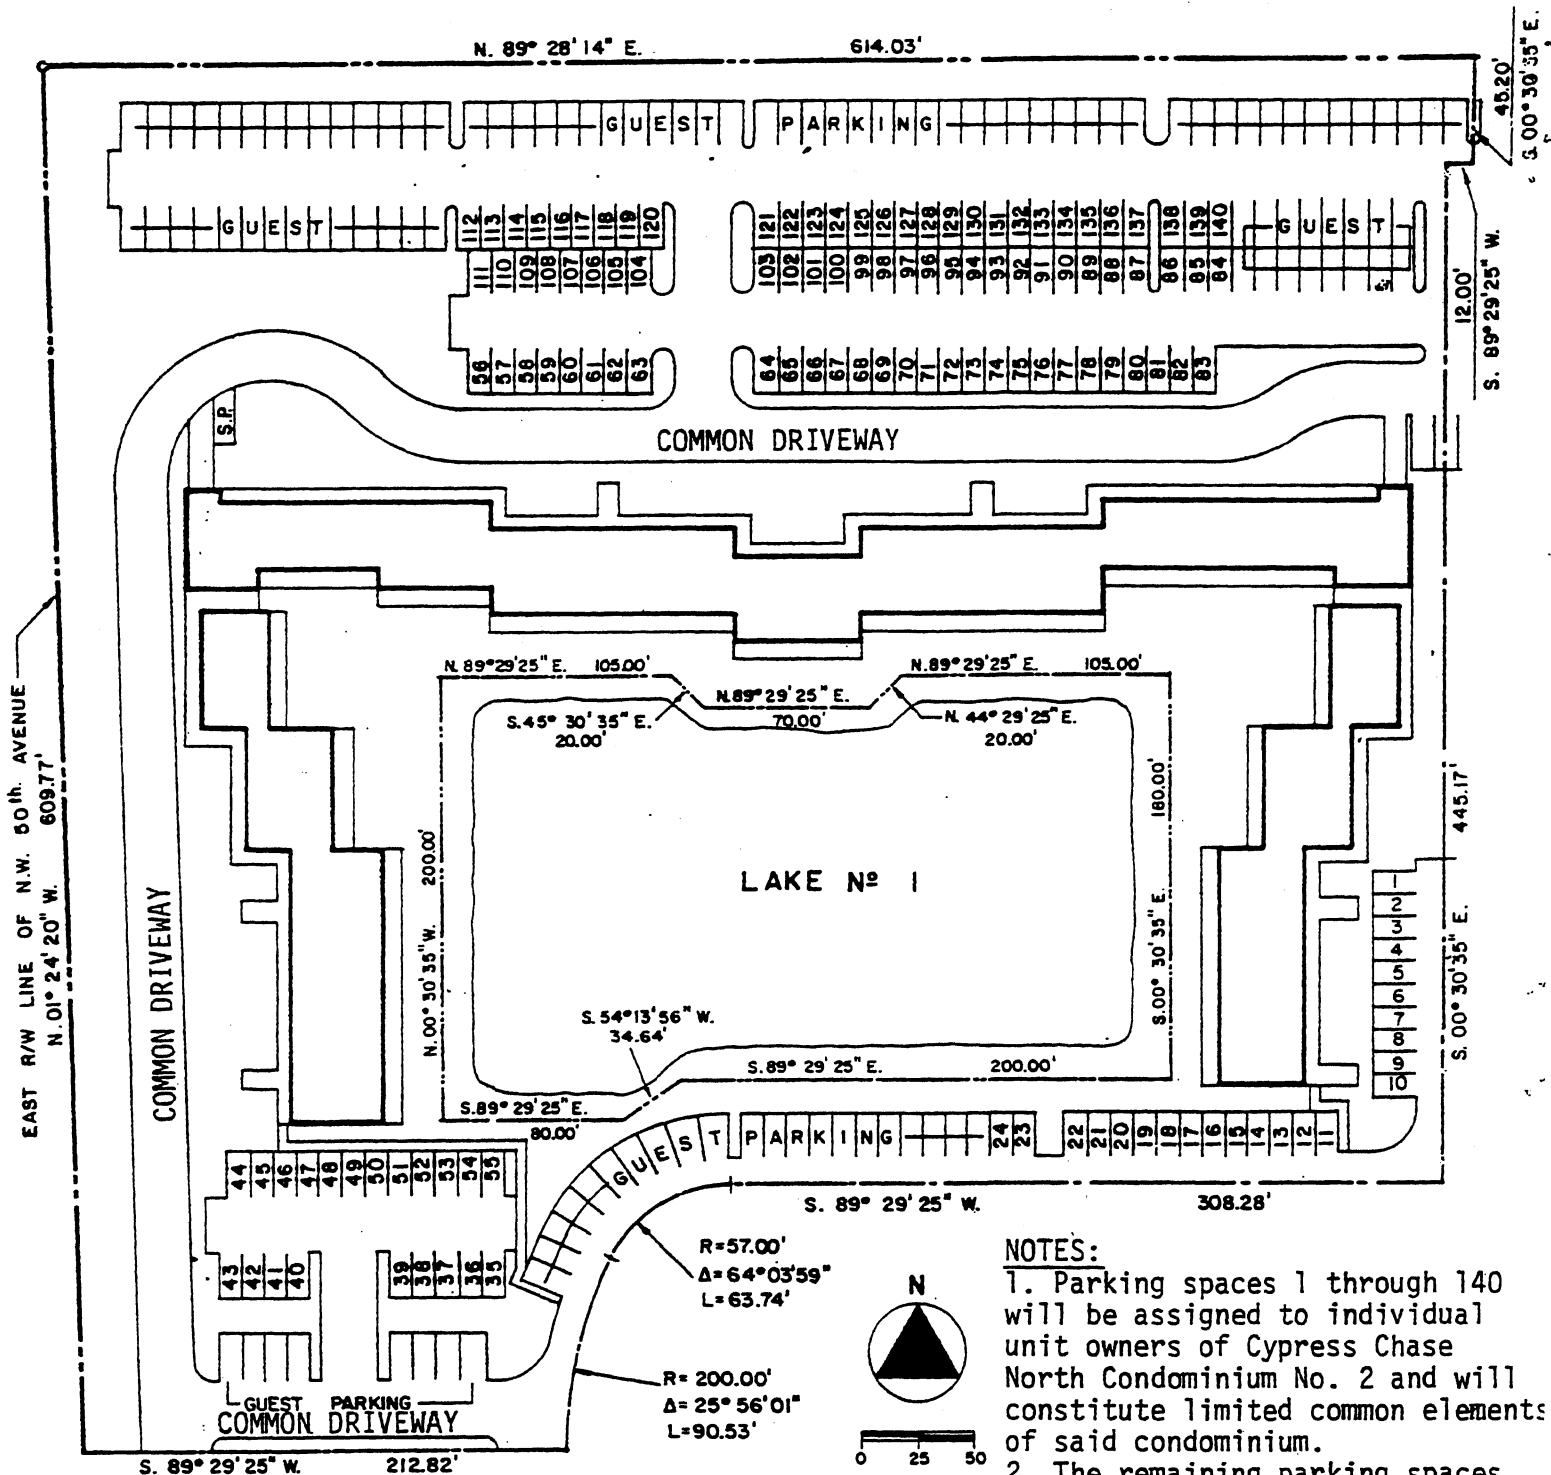 N. 89° 28' 14" E. 614.03'
45.20'
S. 00° 30' 35" E.
GUEST PARKING
GUEST
112 113 114 115 116 117 118 119 120
121 122 123 124 125 126 127 128 129 130 131 132 133 134 135 136 137 138 139 140
GUEST
111 110 109 108 107 106 105 104
103 102 101 100 99 98 97 96 95 94 93 92 91 90 89 88 87 86 85 84
12.00'
S. 89° 29' 25" W.
56 57 58 59 60 61 62 63
64 65 66 67 68 69 70 71 72 73 74 75 76 77 78 79 80 81 82 83
S.P.
COMMON DRIVEWAY
EAST R/W LINE OF N.W. 50th. AVENUE
N. 01° 24' 20" W. 609.77'
COMMON DRIVEWAY
N. 89° 29' 25" E. 105.00'
N. 89° 29' 25" E. 105.00'
N. 89° 29' 25" E.
70.00'
S. 45° 30' 35" E.
20.00'
N. 44° 29' 25" E.
20.00'
N. 00° 30' 35" W. 200.00'
S. 00° 30' 35" E. 180.00'
LAKE Nº 1
S. 00° 30' 35" E. 445.17'
1
2
3
4
5
6
7
8
9
10
S. 54° 13' 56" W.
34.64'
S. 89° 29' 25" E. 200.00'
S. 89° 29' 25" E.
80.00'
GUEST PARKING
24 23
22 21 20 19 18 17 16 15 14 13 12 11
44 45 46 47 48 49 50 51 52 53 54 55
S. 89° 29' 25" W. 308.28'
43 42 41 40
39 38 37 36 35
R=57.00'
Δ=64°03'59"
L=63.74'
R= 200.00'
Δ= 25° 56' 01"
L=90.53'
GUEST PARKING
COMMON DRIVEWAY
S. 89° 29' 25" W. 212.82'
N
0 25 50
NOTES:
1. Parking spaces 1 through 140
will be assigned to individual
unit owners of Cypress Chase
North Condominium No. 2 and will
constitute limited common elements
of said condominium.
2. The remaining parking spaces